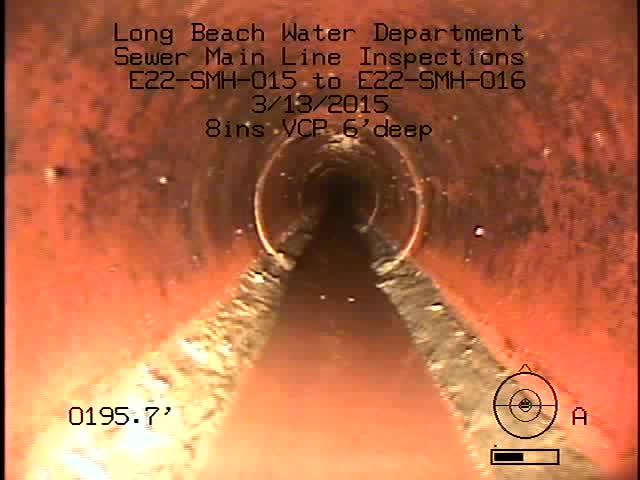 Long Beach Water Department
Sewer Main Line Inspections
E22-SMH-015 to E22-SMH-016
3/13/2015
8ins VCP 6'deep
0195.7'
A